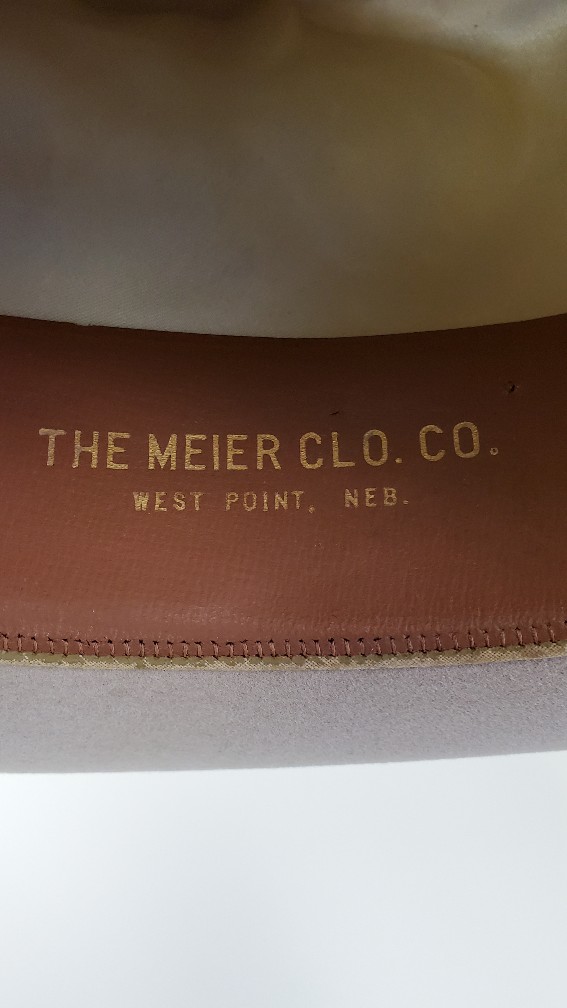 THE MEIER CLO. CO.
WEST POINT, NEB.